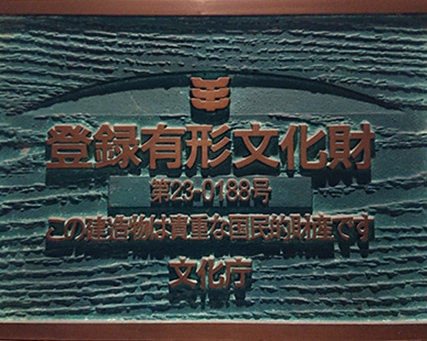 登録有形文化財
第23-0188号
この建造物は貴重な国民的財産です
文化庁